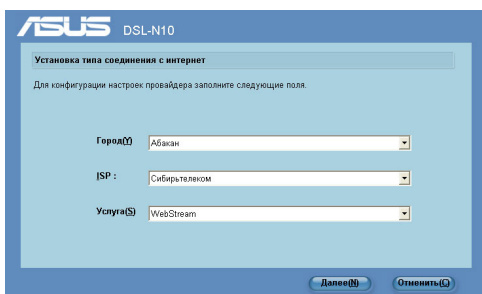 ASUS DSL-N10
Установка типа соединения с интернет
Для конфигурации настроек провайдера заполните следующие поля.
Город(Y) Абакан
ISP : Сибирьтелеком
Услуга(S) WebStream
Далее(N) Отменить(C)